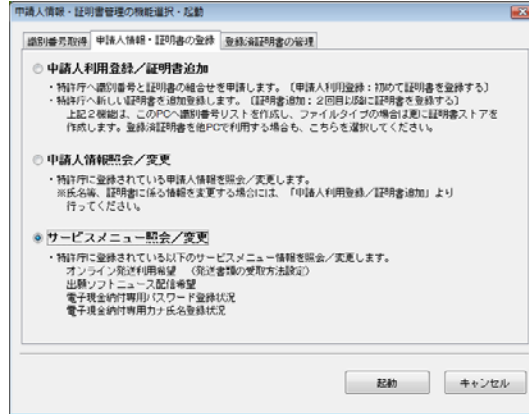 申請人情報・証明書管理の機能選択・起動
識別番号取得 申請人情報・証明書の登録 登録済証明書の管理
申請人利用登録／証明書追加
・特許庁へ識別番号と証明書の組合せを申請します。〔申請人利用登録：初めて証明書を登録する〕
・特許庁へ新しい証明書を追加登録します。〔証明書追加：２回目以降に証明書を登録する〕
上記２機能は、このPCへ識別番号リストを作成し、ファイルタイプの場合は更に証明書ストアを
作成します。登録済証明書を他PCで利用する場合も、こちらを選択してください。
申請人情報照会／変更
・特許庁に登録されている申請人情報を照会／変更します。
※氏名等、証明書に係る情報を変更する場合には、「申請人利用登録／証明書追加」より
行ってください。
サービスメニュー照会／変更
・特許庁に登録されている以下のサービスメニュー情報を照会／変更します。
オンライン発送利用希望 （発送書類の受取方法設定）
出願ソフトニュース配信希望
電子現金納付専用パスワード登録状況
電子現金納付専用カナ氏名登録状況
起動 キャンセル